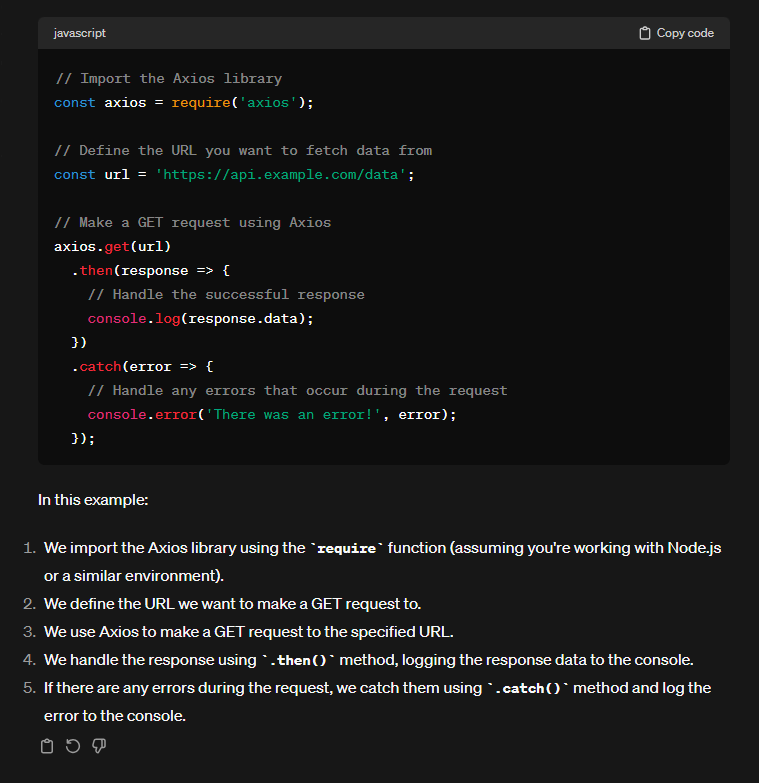 javascript
Copy code
// Import the Axios library
const axios = require('axios');
// Define the URL you want to fetch data from
const url = 'https://api.example.com/data';
// Make a GET request using Axios
axios.get(url)
  .then(response => {
    // Handle the successful response
    console.log(response.data);
  })
  .catch(error => {
    // Handle any errors that occur during the request
    console.error('There was an error!', error);
  });
In this example:
1. We import the Axios library using the `require` function (assuming you're working with Node.js
or a similar environment).
2. We define the URL we want to make a GET request to.
3. We use Axios to make a GET request to the specified URL.
4. We handle the response using `.then()` method, logging the response data to the console.
5. If there are any errors during the request, we catch them using `.catch()` method and log the
error to the console.